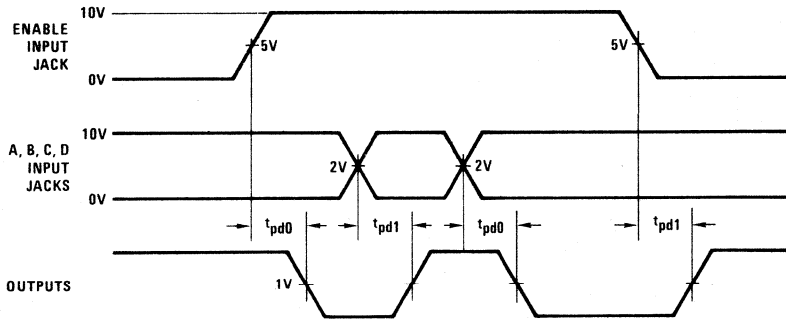 10V
ENABLE
INPUT
JACK
5V
5V
0V
10V
A, B, C, D
INPUT
JACKS
2V
2V
0V
tpd0
tpd1
tpd0
tpd1
OUTPUTS
1V